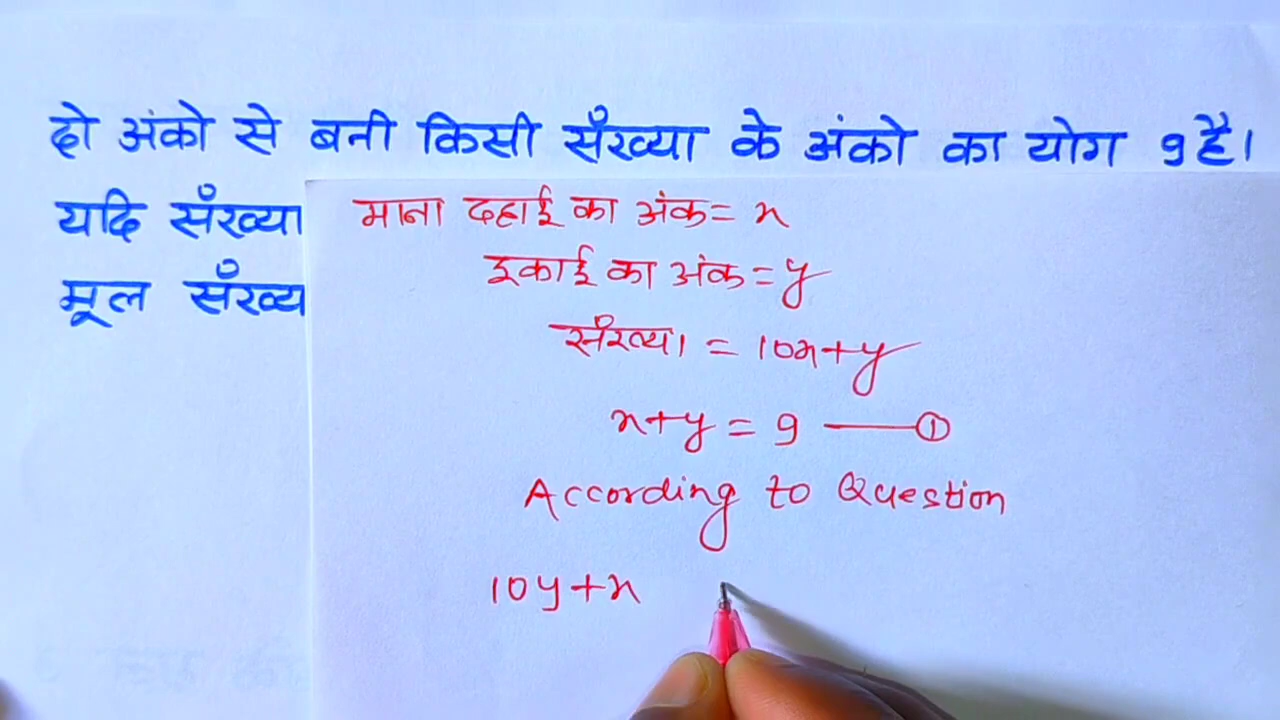 दो अंको से बनी किसी सँख्या के अंको का योग 9 है।
यदि सँख्या
मूल सँख्य
माना दहाई का अंक = x
इकाई का अंक = y
सँख्या = 10x+y
x+y = 9 ——— ①
According to Question
10y+x